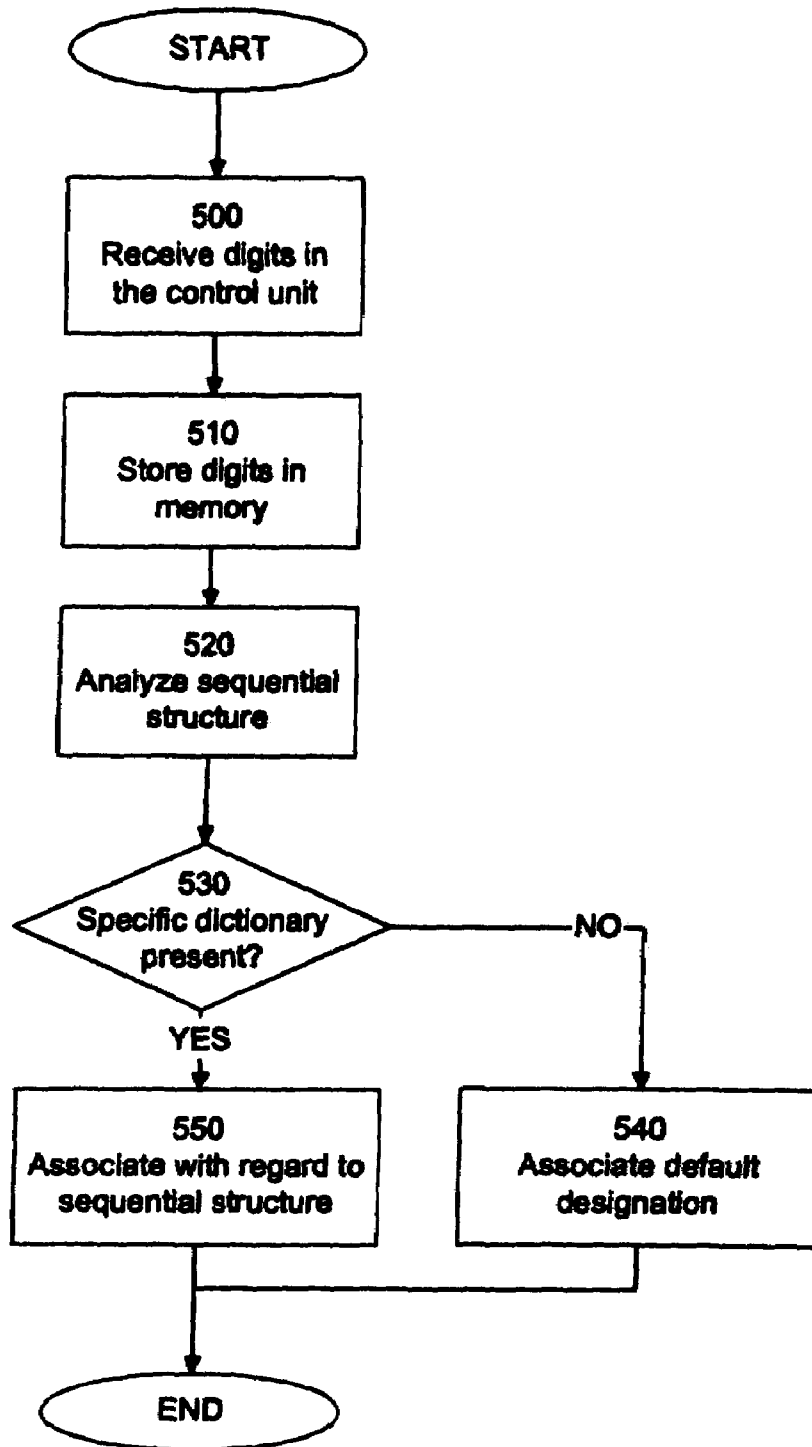 START
500
Receive digits in
the control unit
510
Store digits in
memory
520
Analyze sequential
structure
530
Specific dictionary
present?
NO
YES
550
Associate with regard to
sequential structure
540
Associate default
designation
END